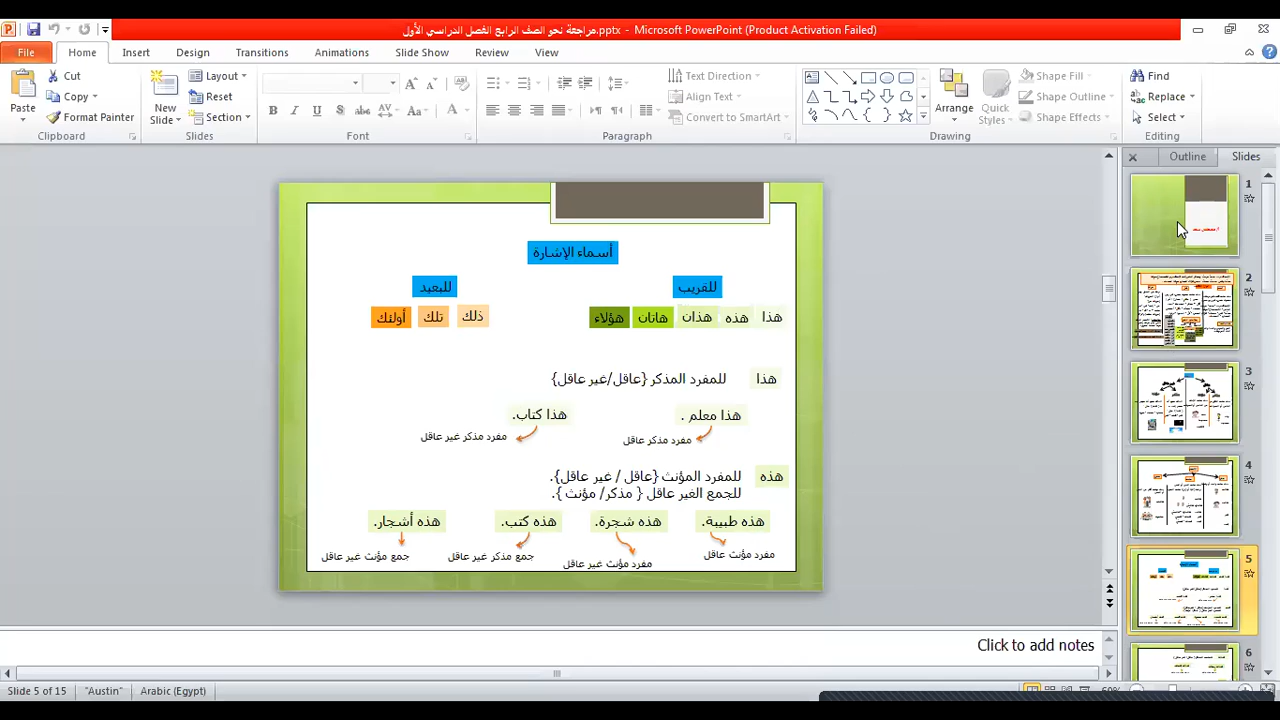 مراجعة نحو الصف الرابع الفصل الدراسي الأول.pptx - Microsoft PowerPoint (Product Activation Failed)
File Home Insert Design Transitions Animations Slide Show Review View
Paste
Cut
Copy
Format Painter
Clipboard
New Slide
Layout
Reset
Section
Slides
Font
Text Direction
Align Text
Convert to SmartArt
Paragraph
Arrange
Quick Styles
Shape Fill
Shape Outline
Shape Effects
Drawing
Find
Replace
Select
Editing
Outline Slides
أسماء الإشارة
للقريب
للبعيد
هذا هذه هذان هاتان هؤلاء
ذلك تلك أولئك
هذا للمفرد المذكر {عاقل/غير عاقل}
هذا معلم . هذا كتاب.
مفرد مذكر عاقل مفرد مذكر غير عاقل
هذه للمفرد المؤنث {عاقل / غير عاقل}.
للجمع الغير عاقل { مذكر/ مؤنث }.
هذه طبيبة. هذه شجرة. هذه كتب. هذه أشجار.
مفرد مؤنث عاقل مفرد مؤنث غير عاقل جمع مذكر غير عاقل جمع مؤنث غير عاقل
1
2
3
4
5
6
Click to add notes
Slide 5 of 15 "Austin" Arabic (Egypt)